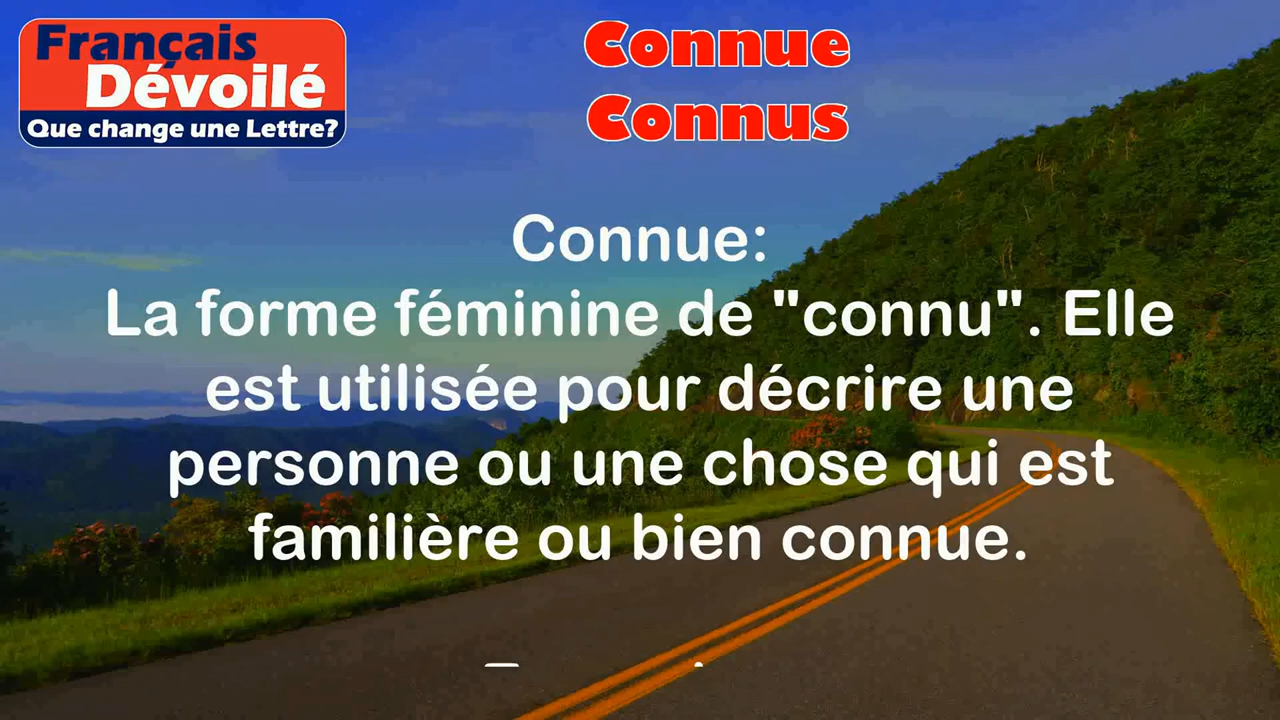 Français
Dévoilé
Que change une Lettre?
Connue
Connus
Connue:
La forme féminine de "connu". Elle
est utilisée pour décrire une
personne ou une chose qui est
familière ou bien connue.